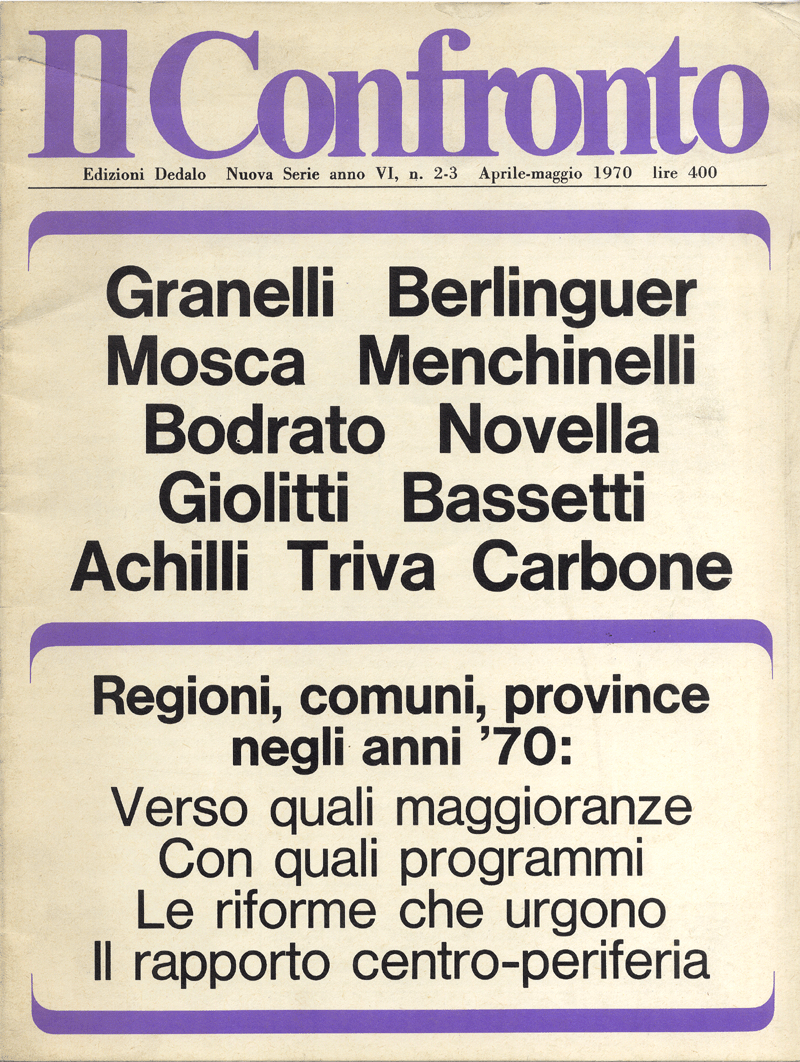 Il Confronto
Edizioni Dedalo Nuova Serie anno VI, n. 2-3 Aprile-maggio 1970 lire 400
Granelli Berlinguer
Mosca Menchinelli
Bodrato Novella
Giolitti Bassetti
Achilli Triva Carbone
Regioni, comuni, province
negli anni ’70:
Verso quali maggioranze
Con quali programmi
Le riforme che urgono
Il rapporto centro-periferia